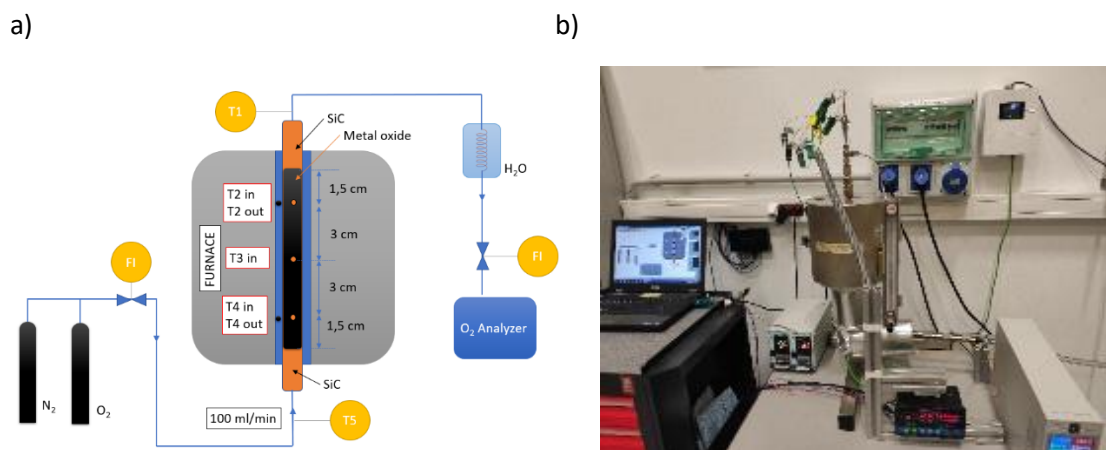 a)
b)
T1
SiC
Metal oxide
H₂O
T2 in
T2 out
1,5 cm
3 cm
FURNACE
T3 in
FI
FI
3 cm
T4 in
T4 out
1,5 cm
O₂ Analyzer
N₂
O₂
SiC
100 ml/min
T5